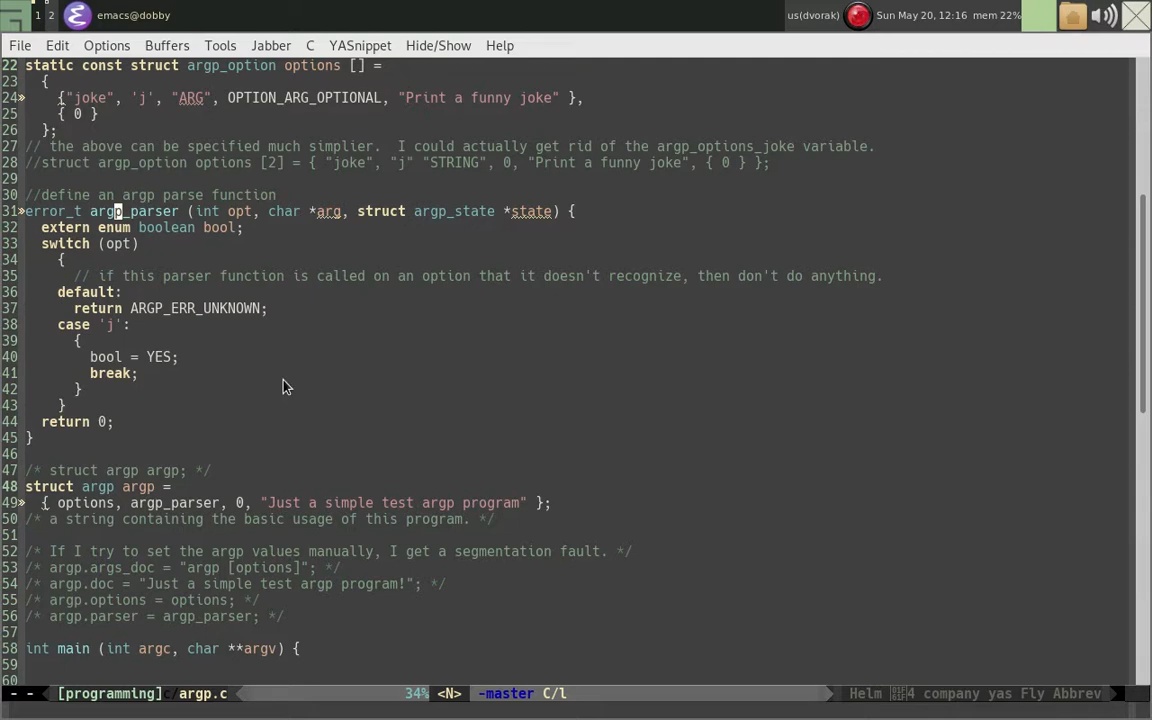 1 2 emacs@dobby us(dvorak) Sun May 20, 12:16 mem 22%
File Edit Options Buffers Tools Jabber C YASnippet Hide/Show Help
22 static const struct argp_option options [] =
23   {
24»    {"joke", 'j', "ARG", OPTION_ARG_OPTIONAL, "Print a funny joke" },
25     { 0 }
26   };
27 // the above can be specified much simplier.  I could actually get rid of the argp_options_joke variable.
28 //struct argp_option options [2] = { "joke", "j" "STRING", 0, "Print a funny joke", { 0 } };
29
30 //define an argp parse function
31»error_t argp_parser (int opt, char *arg, struct argp_state *state) {
32   extern enum boolean bool;
33   switch (opt)
34     {
35       // if this parser function is called on an option that it doesn't recognize, then don't do anything.
36     default:
37       return ARGP_ERR_UNKNOWN;
38     case 'j':
39       {
40         bool = YES;
41         break;
42       }
43     }
44   return 0;
45 }
46
47 /* struct argp argp; */
48 struct argp argp =
49»  { options, argp_parser, 0, "Just a simple test argp program" };
50 /* a string containing the basic usage of this program. */
51
52 /* If I try to set the argp values manually, I get a segmentation fault. */
53 /* argp.args_doc = "argp [options]"; */
54 /* argp.doc = "Just a simple test argp program!"; */
55 /* argp.options = options; */
56 /* argp.parser = argp_parser; */
57
58 int main (int argc, char **argv) {
59
60
- - [programming]c/argp.c 34% <N> -master C/l Helm 4 company yas Fly Abbrev